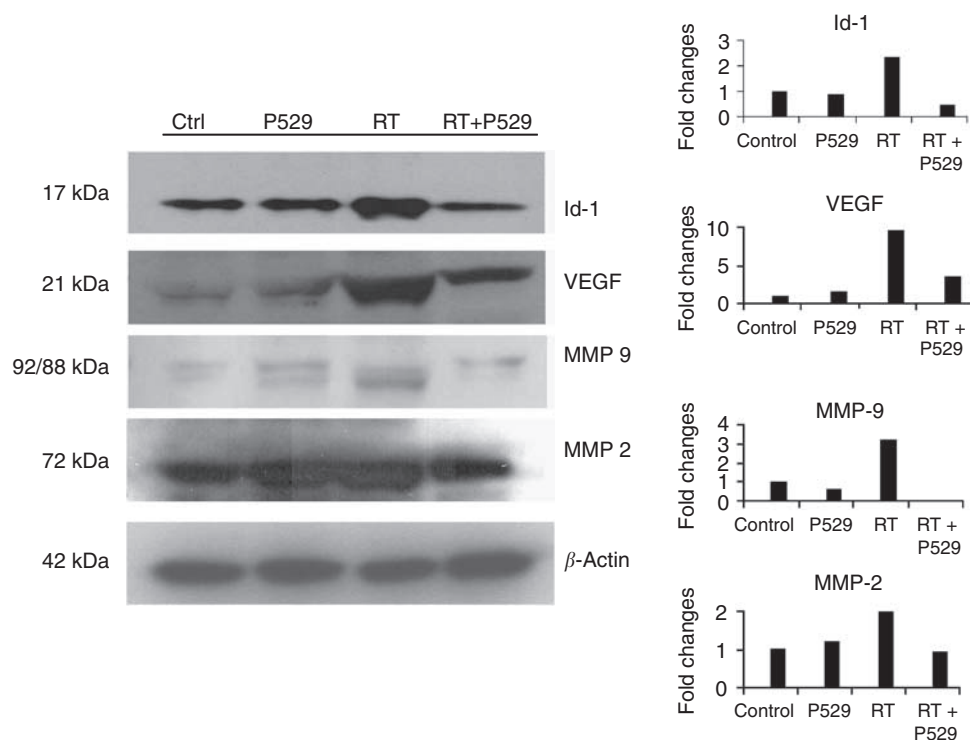 Ctrl P529 RT RT+P529
17 kDa
Id-1
21 kDa
VEGF
92/88 kDa
MMP 9
72 kDa
MMP 2
42 kDa
β-Actin
Id-1
Fold changes
3
2
1
0
Control P529 RT RT +
P529
VEGF
Fold changes
10
5
0
Control P529 RT RT +
P529
MMP-9
Fold changes
4
3
2
1
0
Control P529 RT RT +
P529
MMP-2
Fold changes
2
1
0
Control P529 RT RT +
P529